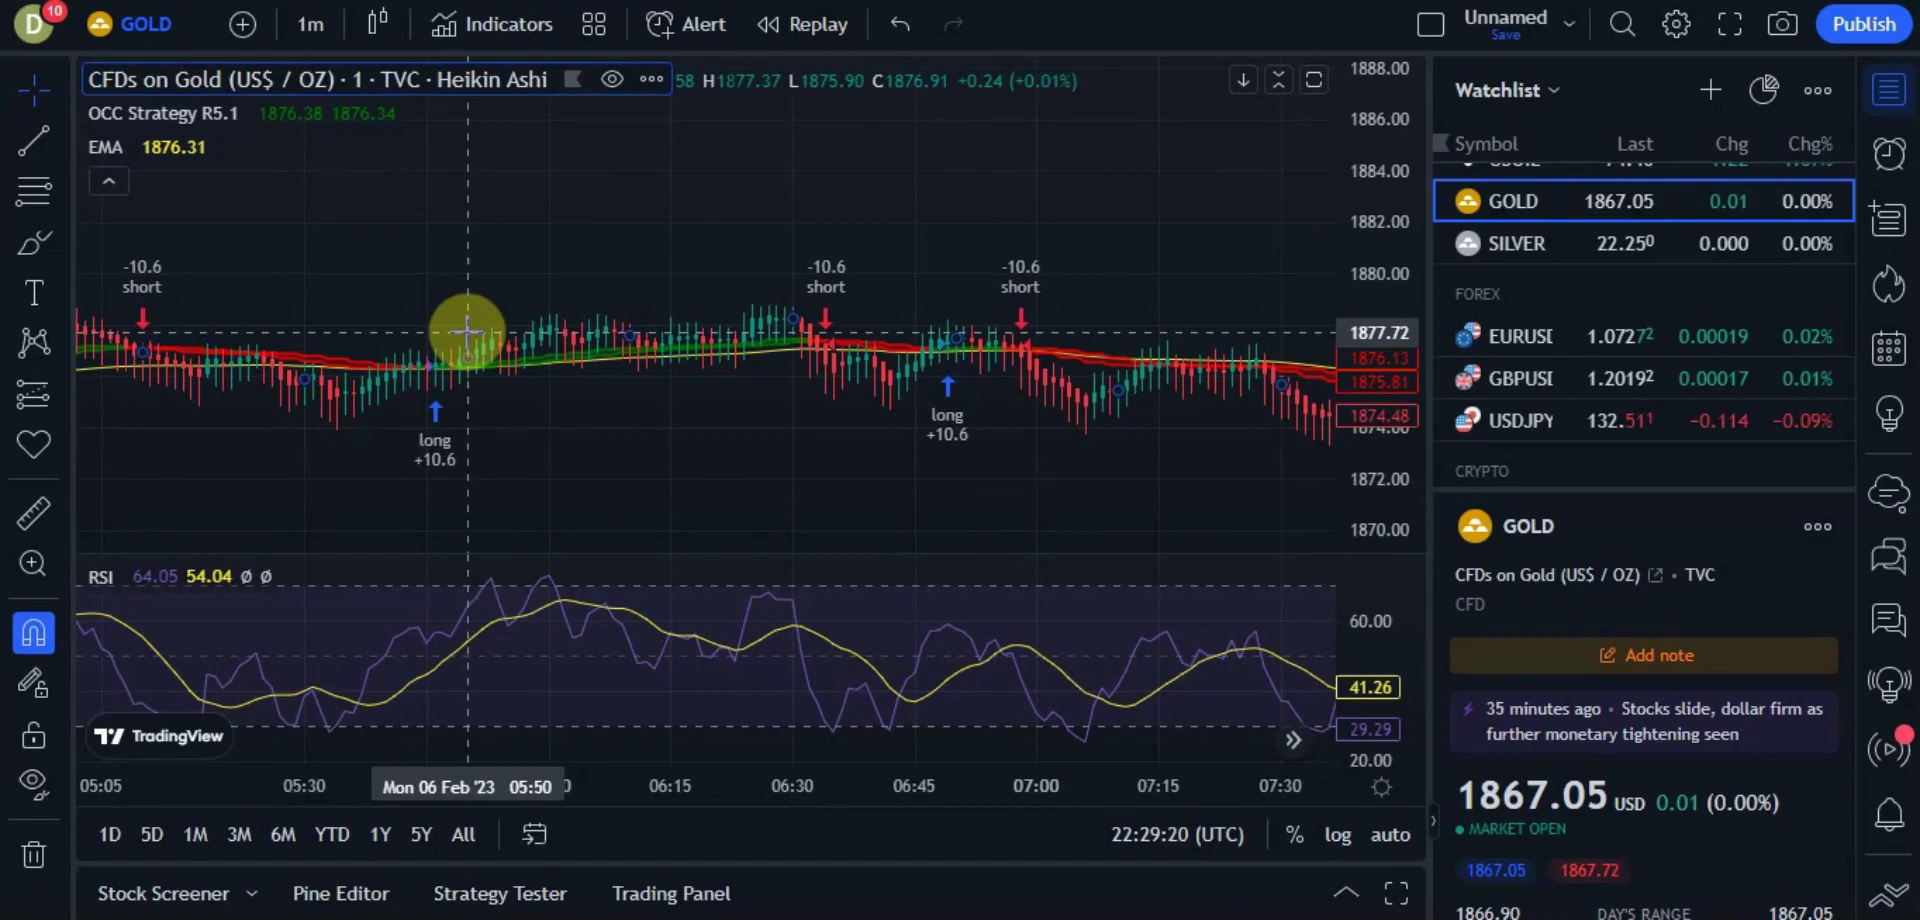 D 10 GOLD 1m Indicators Alert Replay Unnamed Save Publish
CFDs on Gold (US$ / OZ) · 1 · TVC · Heikin Ashi 58 H1877.37 L1875.90 C1876.91 +0.24 (+0.01%)
OCC Strategy R5.1 1876.38 1876.34
EMA 1876.31
-10.6
short
-10.6
short
-10.6
short
long
+10.6
long
+10.6
1888.00
1886.00
1884.00
1882.00
1880.00
1877.72
1876.13
1875.81
1874.48
1874.00
1872.00
1870.00
RSI 64.05 54.04 Ø Ø
60.00
41.26
29.29
20.00
TradingView
05:05 05:30 Mon 06 Feb '23 05:50 06:15 06:30 06:45 07:00 07:15 07:30
1D 5D 1M 3M 6M YTD 1Y 5Y All 22:29:20 (UTC) % log auto
Stock Screener Pine Editor Strategy Tester Trading Panel
Watchlist
Symbol Last Chg Chg%
GOLD 1867.05 0.01 0.00%
SILVER 22.250 0.000 0.00%
FOREX
EURUSD 1.07272 0.00019 0.02%
GBPUSD 1.20192 0.00017 0.01%
USDJPY 132.511 −0.114 −0.09%
CRYPTO
GOLD
CFDs on Gold (US$ / OZ) • TVC
CFD
Add note
35 minutes ago • Stocks slide, dollar firm as
further monetary tightening seen
1867.05 USD 0.01 (0.00%)
MARKET OPEN
1867.05 1867.72
1866.90 DAY'S RANGE 1867.05